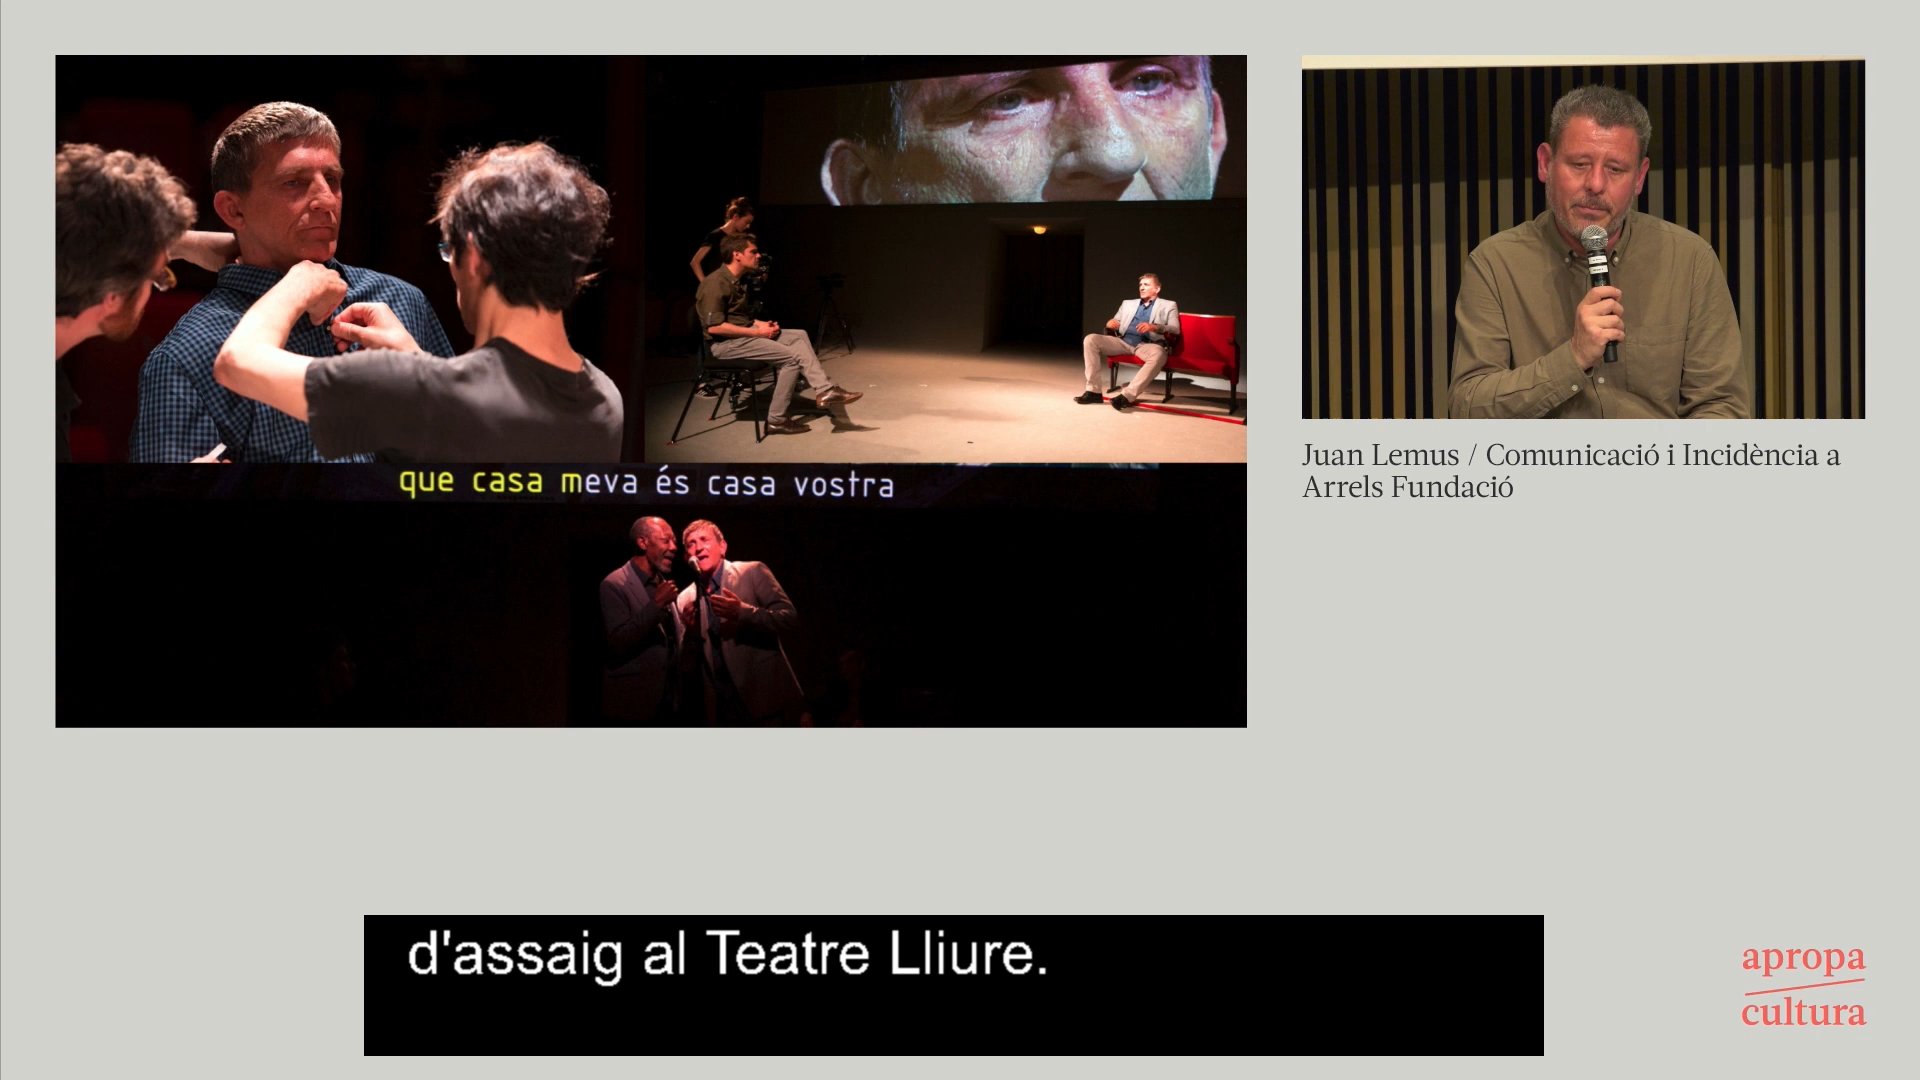 que casa meva és casa vostra
Juan Lemus / Comunicació i Incidència a
Arrels Fundació
d'assaig al Teatre Lliure.
apropa
cultura